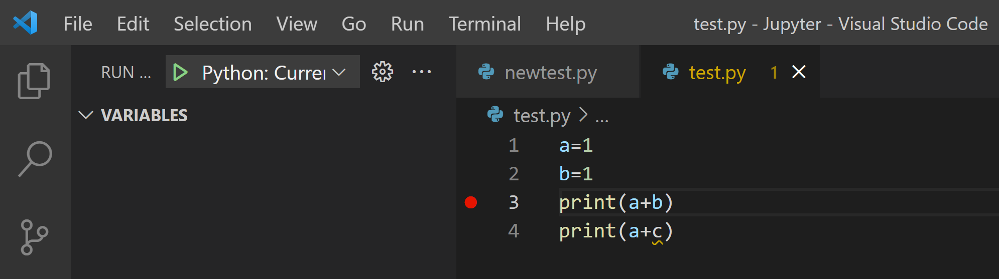 File Edit Selection View Go Run Terminal Help test.py - Jupyter - Visual Studio Code
RUN ... Python: Currer ... newtest.py test.py 1
VARIABLES
test.py > ...
1 a=1
2 b=1
3 print(a+b)
4 print(a+c)